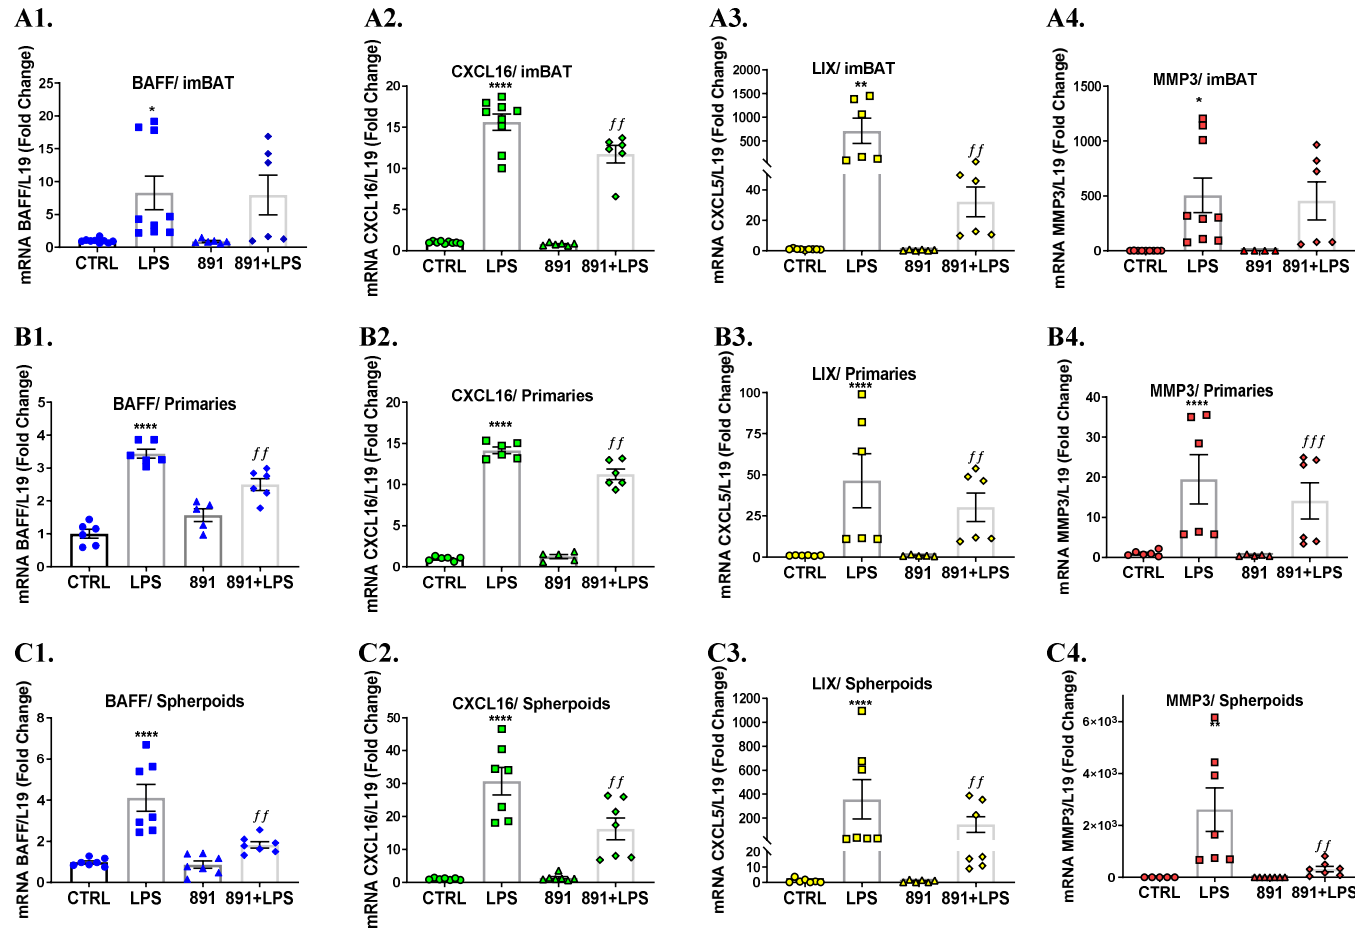 A1.
A2.
A3.
A4.
mRNA BAFF/L19 (Fold Change)
BAFF/ imBAT
25
20
15
10
5
0
*
CTRL LPS 891 891+LPS
mRNA CXCL16/L19 (Fold Change)
CXCL16/ imBAT
20
15
10
5
0
****
ƒƒ
CTRL LPS 891 891+LPS
mRNA CXCL5/L19 (Fold Change)
LIX/ imBAT
2000
1500
1000
500
40
20
0
**
ƒƒ
CTRL LPS 891 891+LPS
mRNA MMP3/L19 (Fold Change)
MMP3/ imBAT
1500
1000
500
0
*
CTRL LPS 891 891+LPS
B1.
B2.
B3.
B4.
mRNA BAFF/L19 (Fold Change)
BAFF/ Primaries
5
4
3
2
1
0
****
ƒƒ
CTRL LPS 891 891+LPS
mRNA CXCL16/L19 (Fold Change)
CXCL16/ Primaries
20
15
10
5
0
****
ƒƒ
CTRL LPS 891 891+LPS
mRNA CXCL5/L19 (Fold Change)
LIX/ Primaries
100
75
50
25
0
****
ƒƒ
CTRL LPS 891 891+LPS
mRNA MMP3/L19 (Fold Change)
MMP3/ Primaries
40
30
20
10
0
****
ƒƒƒ
CTRL LPS 891 891+LPS
C1.
C2.
C3.
C4.
mRNA BAFF/L19 (Fold Change)
BAFF/ Spherpoids
8
6
4
2
0
****
ƒƒ
CTRL LPS 891 891+LPS
mRNA CXCL16/L19 (Fold Change)
CXCL16/ Spherpoids
50
40
30
20
10
0
****
ƒƒ
CTRL LPS 891 891+LPS
mRNA CXCL5/L19 (Fold Change)
LIX/ Spherpoids
1200
1000
800
600
400
200
20
10
0
****
ƒƒ
CTRL LPS 891 891+LPS
mRNA MMP3/L19 (Fold Change)
MMP3/ Spherpoids
6×10³
4×10³
2×10³
0
**
ƒƒ
CTRL LPS 891 891+LPS